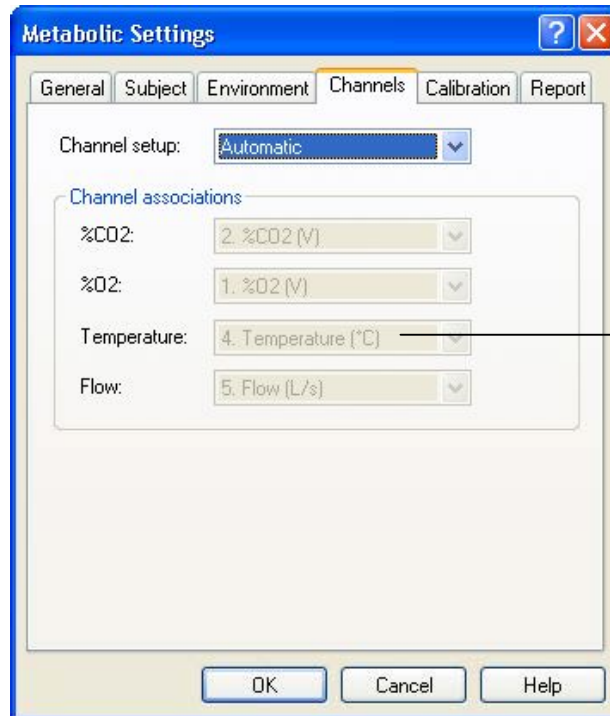 Metabolic Settings
General Subject Environment Channels Calibration Report
Channel setup: Automatic
Channel associations
%CO2: 2. %CO2 (V)
%O2: 1. %O2 (V)
Temperature: 4. Temperature (°C)
Flow: 5. Flow (L/s)
OK Cancel Help